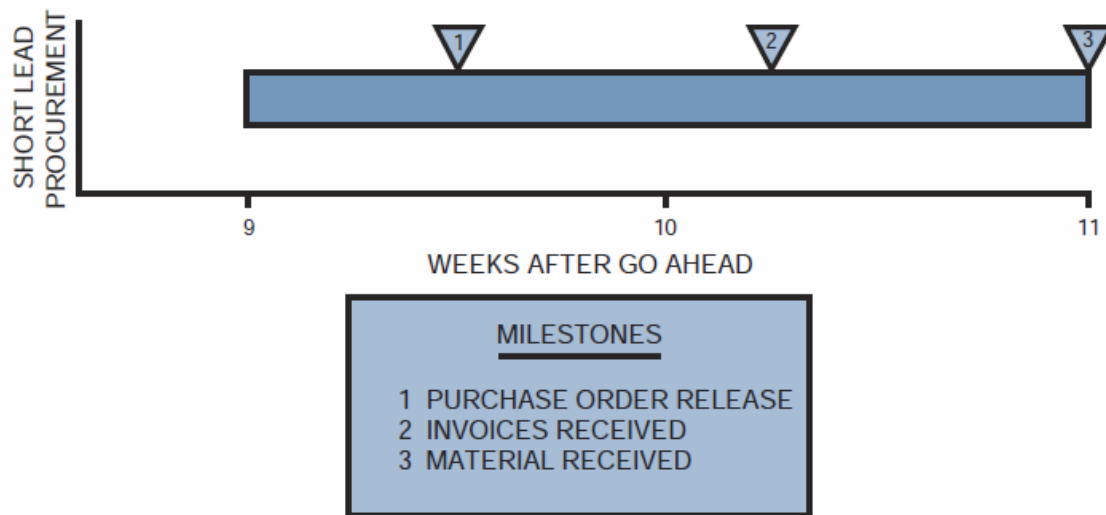 SHORT LEAD
PROCUREMENT
1
2
3
9
10
11
WEEKS AFTER GO AHEAD
MILESTONES
1 PURCHASE ORDER RELEASE
2 INVOICES RECEIVED
3 MATERIAL RECEIVED